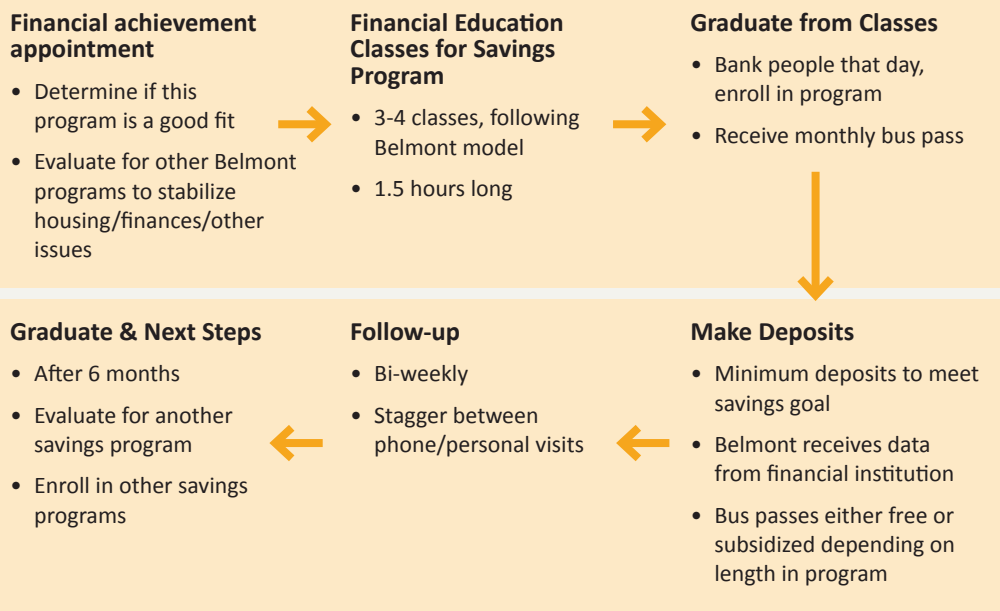 Financial achievement
appointment
• Determine if this
program is a good fit
• Evaluate for other Belmont
programs to stabilize
housing/finances/other
issues
Financial Education
Classes for Savings
Program
• 3-4 classes, following
Belmont model
• 1.5 hours long
Graduate from Classes
• Bank people that day,
enroll in program
• Receive monthly bus pass
Make Deposits
• Minimum deposits to meet
savings goal
• Belmont receives data
from financial institution
• Bus passes either free or
subsidized depending on
length in program
Follow-up
• Bi-weekly
• Stagger between
phone/personal visits
Graduate & Next Steps
• After 6 months
• Evaluate for another
savings program
• Enroll in other savings
programs